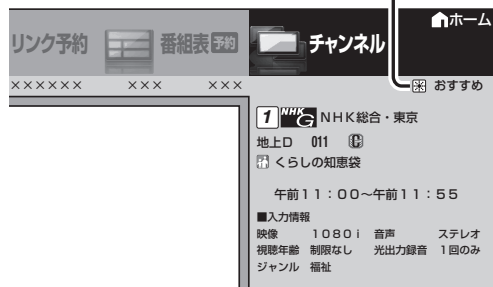 ホーム
リンク予約 番組表 予約 チャンネル
×××××× ××× ××× おすすめ
1 NHK G NHK総合・東京
地上D 011 C
くらしの知恵袋
午前11：00～午前11：55
■入力情報
映像 1080i 音声 ステレオ
視聴年齢 制限なし 光出力録音 1回のみ
ジャンル 福祉